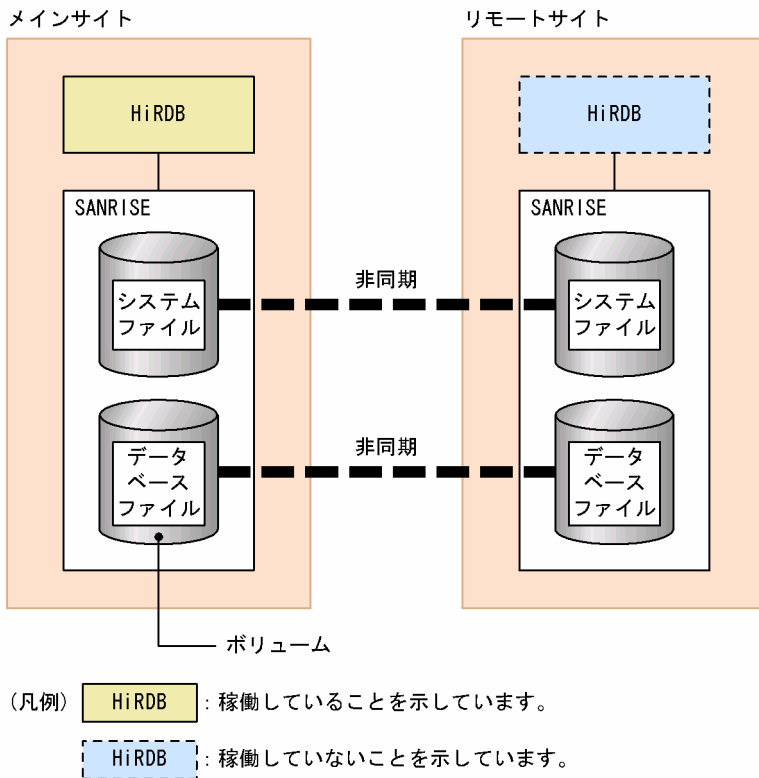 メインサイト
リモートサイト
HiRDB
HiRDB
SANRISE
SANRISE
システム
ファイル
非同期
システム
ファイル
データ
ベース
ファイル
非同期
データ
ベース
ファイル
ボリューム
(凡例) HiRDB :稼働していることを示しています。
HiRDB :稼働していないことを示しています。